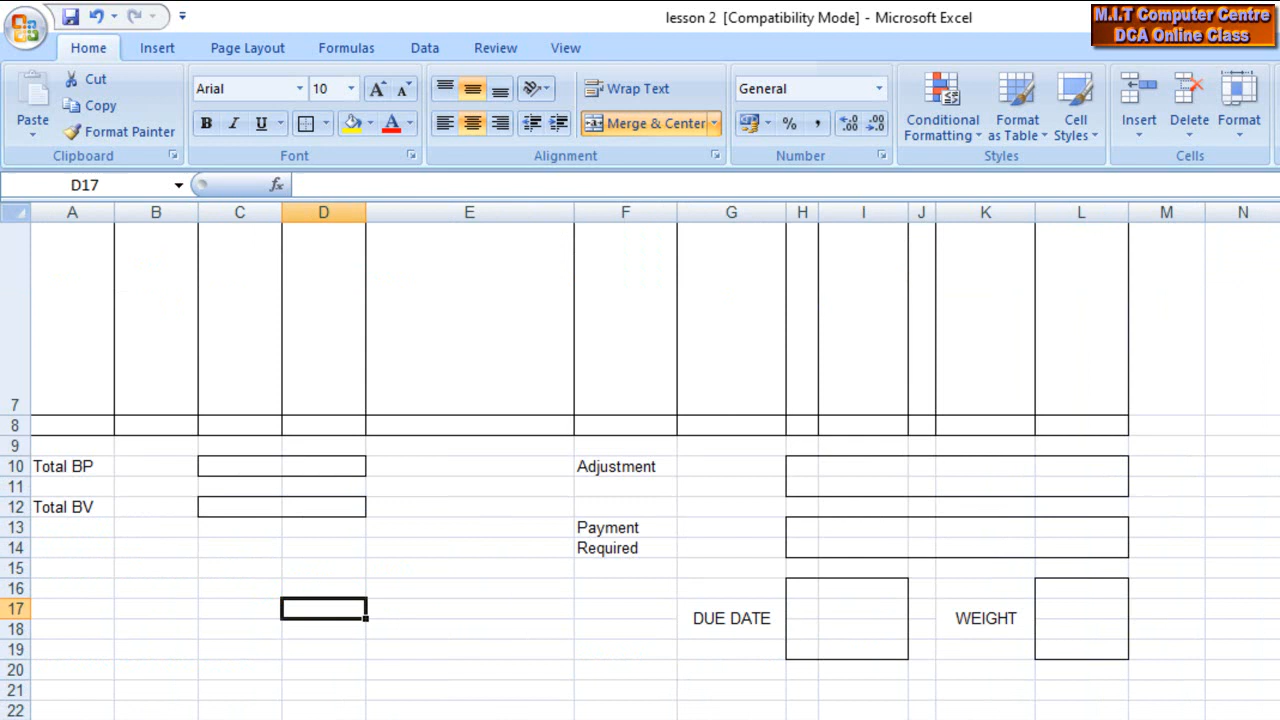 lesson 2 [Compatibility Mode] - Microsoft Excel
M.I.T Computer Centre
DCA Online Class
Home Insert Page Layout Formulas Data Review View
Paste
Cut
Copy
Format Painter
Clipboard
Arial 10
B I U
Font
Wrap Text
Merge & Center
Alignment
General
% , .00 .00
Number
Conditional Formatting
Format as Table
Cell Styles
Styles
Insert Delete Format
Cells
D17 fx
A B C D E F G H I J K L M N
7
8
9
10 Total BP Adjustment
11
12 Total BV
13 Payment
14 Required
15
16
17
DUE DATE WEIGHT
18
19
20
21
22